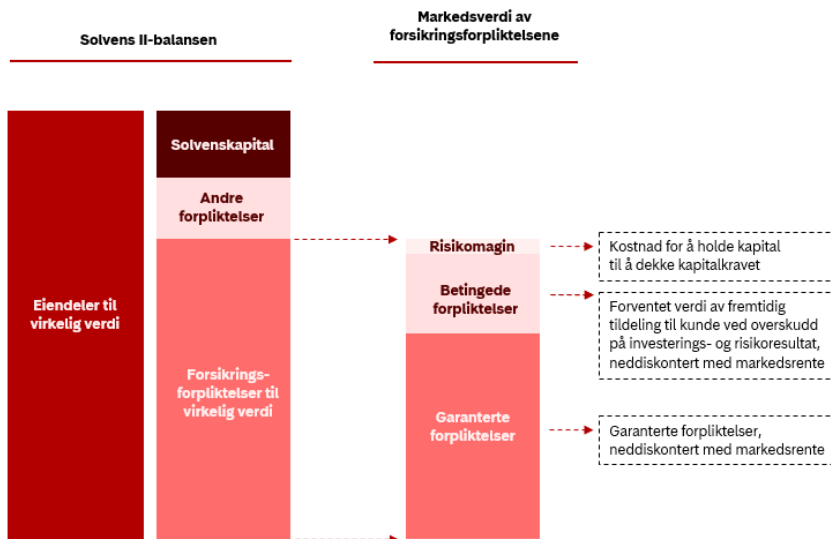 Solvens II-balansen
Markedsverdi av
forsikringsforpliktelsene
Eiendeler til
virkelig verdi
Solvenskapital
Andre
forpliktelser
Forsikrings-
forpliktelser til
virkelig verdi
Risikomagin
Betingede
forpliktelser
Garanterte
forpliktelser
Kostnad for å holde kapital
til å dekke kapitalkravet
Forventet verdi av fremtidig
tildeling til kunde ved overskudd
på investerings- og risikoresultat,
neddiskontert med markedsrente
Garanterte forpliktelser,
neddiskontert med markedsrente